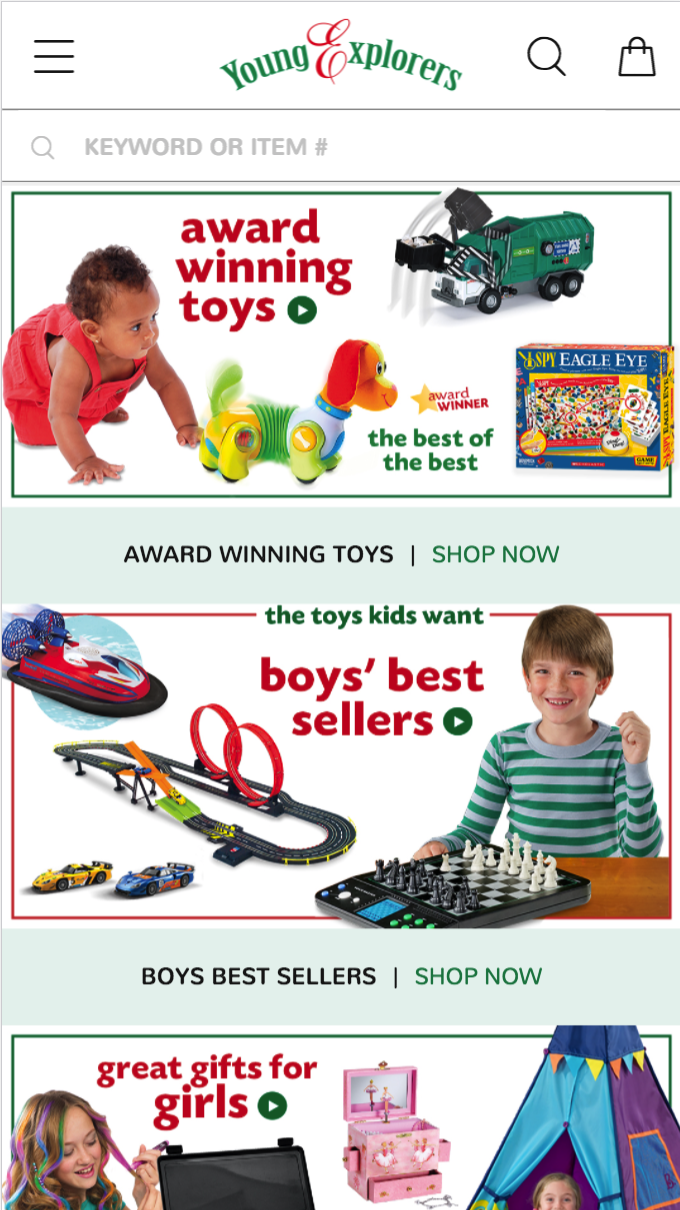 Young Explorers
KEYWORD OR ITEM #
award
winning
toys
award
WINNER
the best of
the best
I SPY EAGLE EYE
AWARD WINNING TOYS | SHOP NOW
the toys kids want
boys’ best
sellers
BOYS BEST SELLERS | SHOP NOW
great gifts for
girls